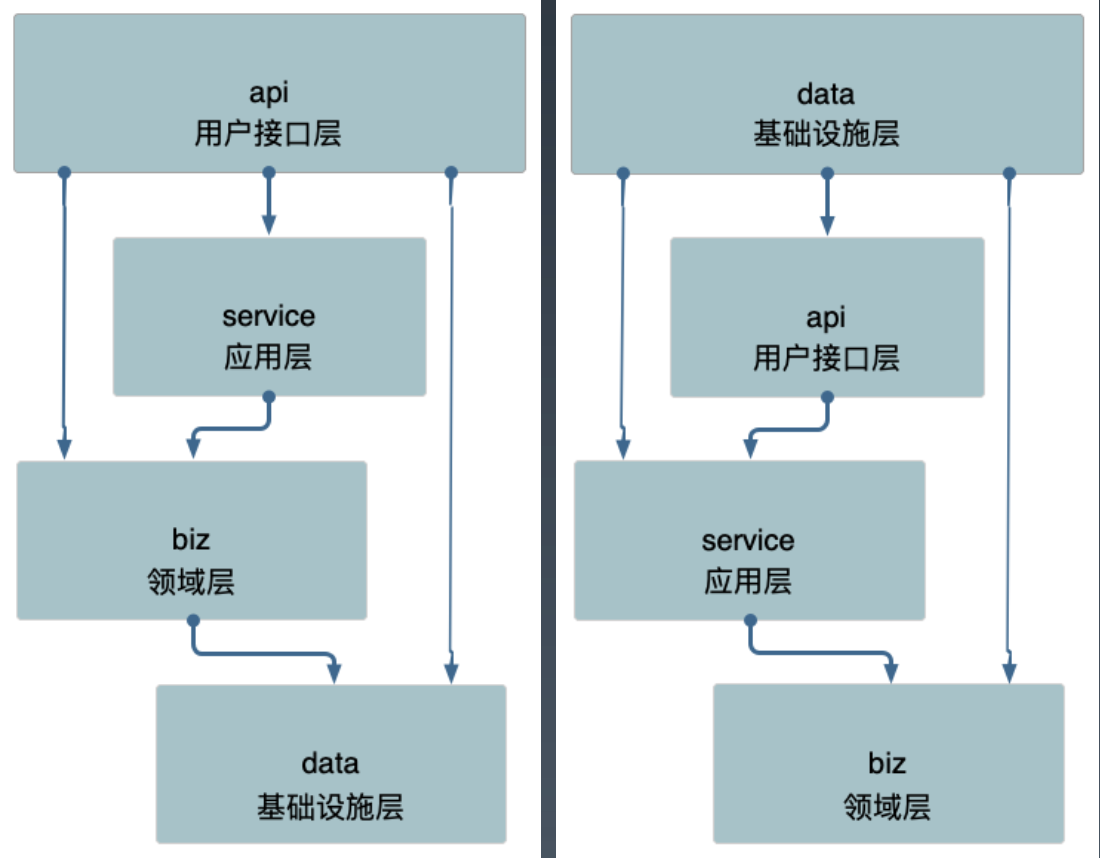 api
用户接口层
service
应用层
biz
领域层
data
基础设施层
data
基础设施层
api
用户接口层
service
应用层
biz
领域层